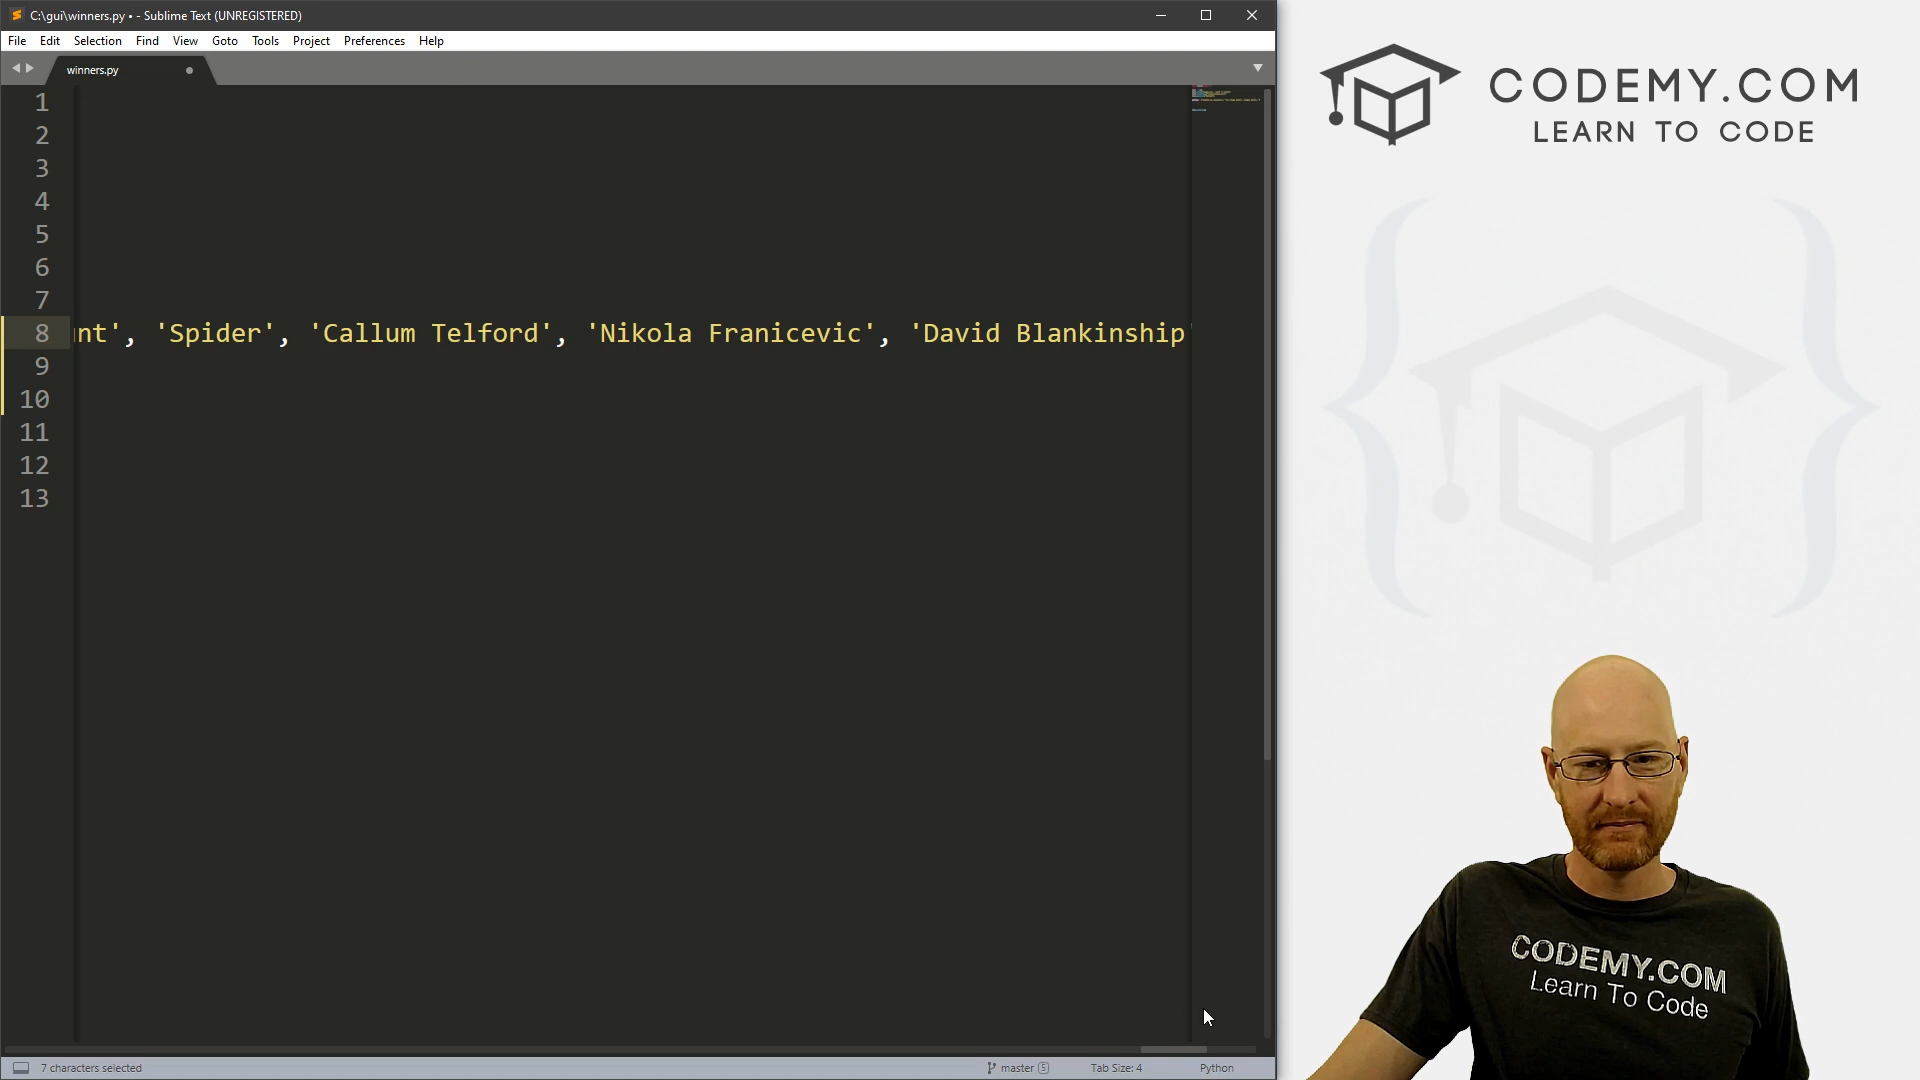 C:\gui\winners.py • - Sublime Text (UNREGISTERED)
File Edit Selection Find View Goto Tools Project Preferences Help
winners.py
1
2
3
4
5
6
7
8 nt', 'Spider', 'Callum Telford', 'Nikola Franicevic', 'David Blankinship'
9
10
11
12
13
7 characters selected
master 5
Tab Size: 4
Python
CODEMY.COM
LEARN TO CODE
CODEMY.COM
Learn To Code